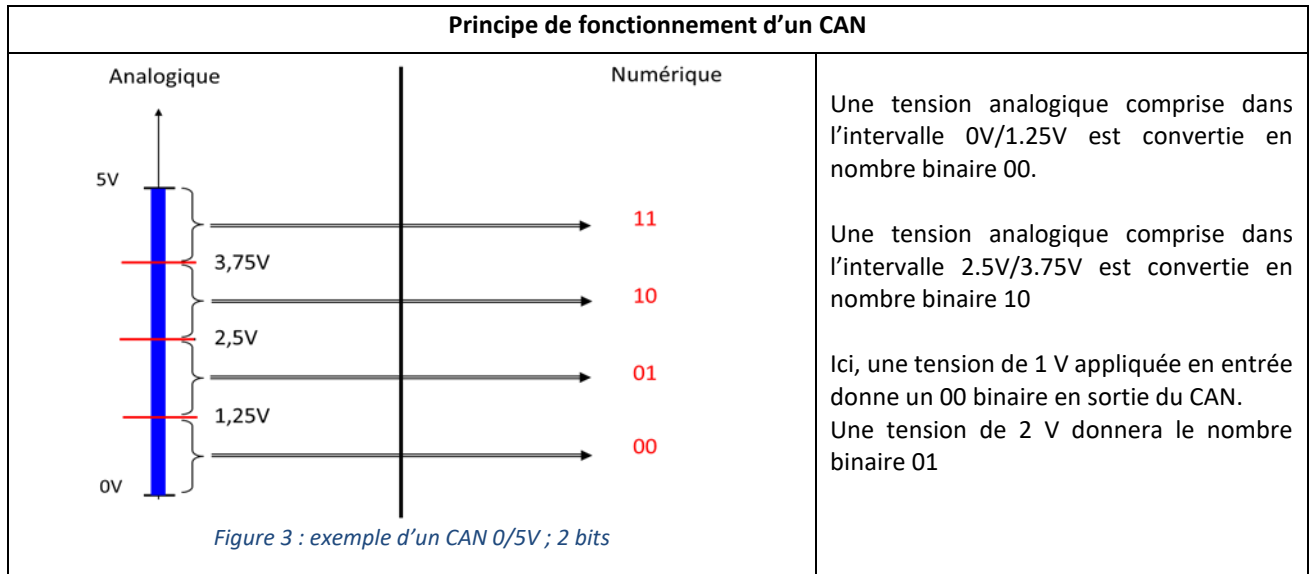 Principe de fonctionnement d’un CAN
Analogique
Numérique
5V
11
3,75V
10
2,5V
01
1,25V
00
0V
Figure 3 : exemple d’un CAN 0/5V ; 2 bits
Une tension analogique comprise dans
l’intervalle 0V/1.25V est convertie en
nombre binaire 00.
Une tension analogique comprise dans
l’intervalle 2.5V/3.75V est convertie en
nombre binaire 10
Ici, une tension de 1 V appliquée en entrée
donne un 00 binaire en sortie du CAN.
Une tension de 2 V donnera le nombre
binaire 01